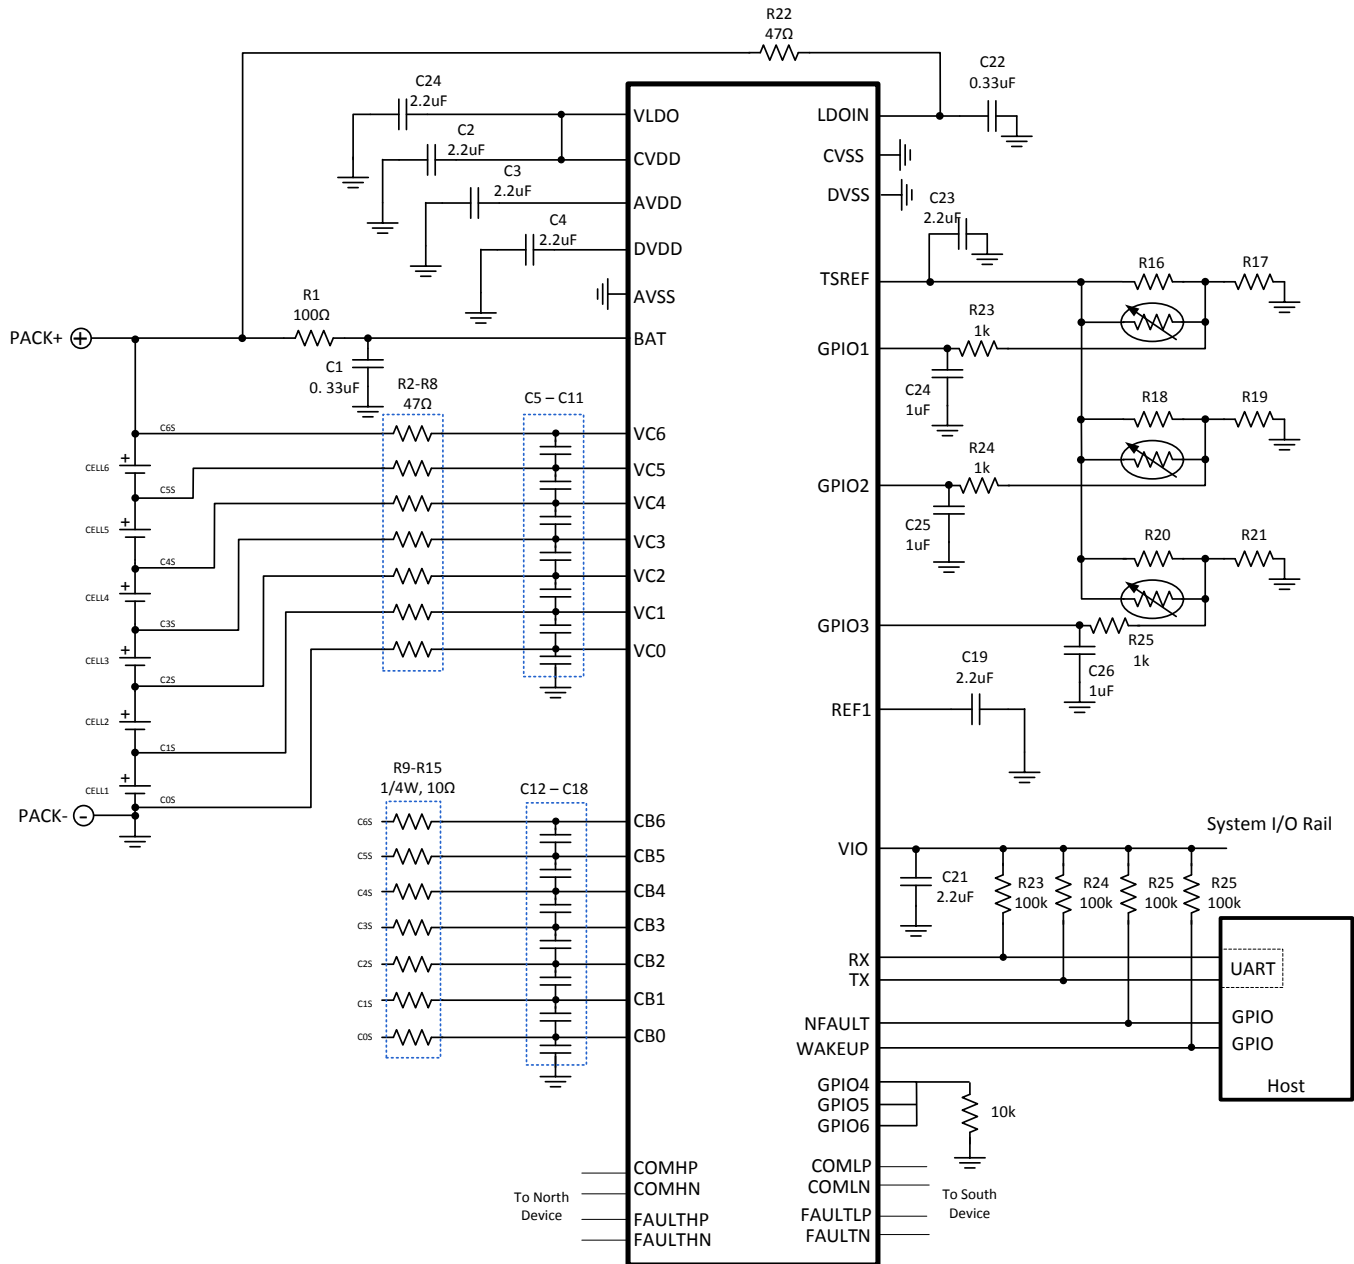 R22
47Ω
C24
2.2uF
C22
0.33uF
VLDO
LDOIN
C2
2.2uF
CVDD
CVSS
C3
2.2uF
AVDD
DVSS
C4
2.2uF
DVDD
C23
2.2uF
AVSS
TSREF
R16
R17
R1
100Ω
PACK+
BAT
C1
0. 33uF
GPIO1
R23
1k
C24
1uF
R2-R8
47Ω
C5 – C11
C6S
VC6
CELL6
C5S
VC5
CELL5
C4S
VC4
CELL4
C3S
VC3
CELL3
C2S
VC2
CELL2
C1S
VC1
CELL1
C0S
VC0
PACK-
R18
R19
GPIO2
R24
1k
C25
1uF
R20
R21
GPIO3
R25
1k
C26
1uF
REF1
C19
2.2uF
R9-R15
1/4W, 10Ω
C12 – C18
C6S
CB6
C5S
CB5
C4S
CB4
C3S
CB3
C2S
CB2
C1S
CB1
C0S
CB0
System I/O Rail
VIO
C21
2.2uF
R23
100k
R24
100k
R25
100k
R25
100k
RX
TX
UART
NFAULT
GPIO
WAKEUP
GPIO
Host
GPIO4
GPIO5
GPIO6
10k
COMHP
COMHN
To North
Device
FAULTHP
FAULTHN
COMLP
COMLN
To South
Device
FAULTLP
FAULTN